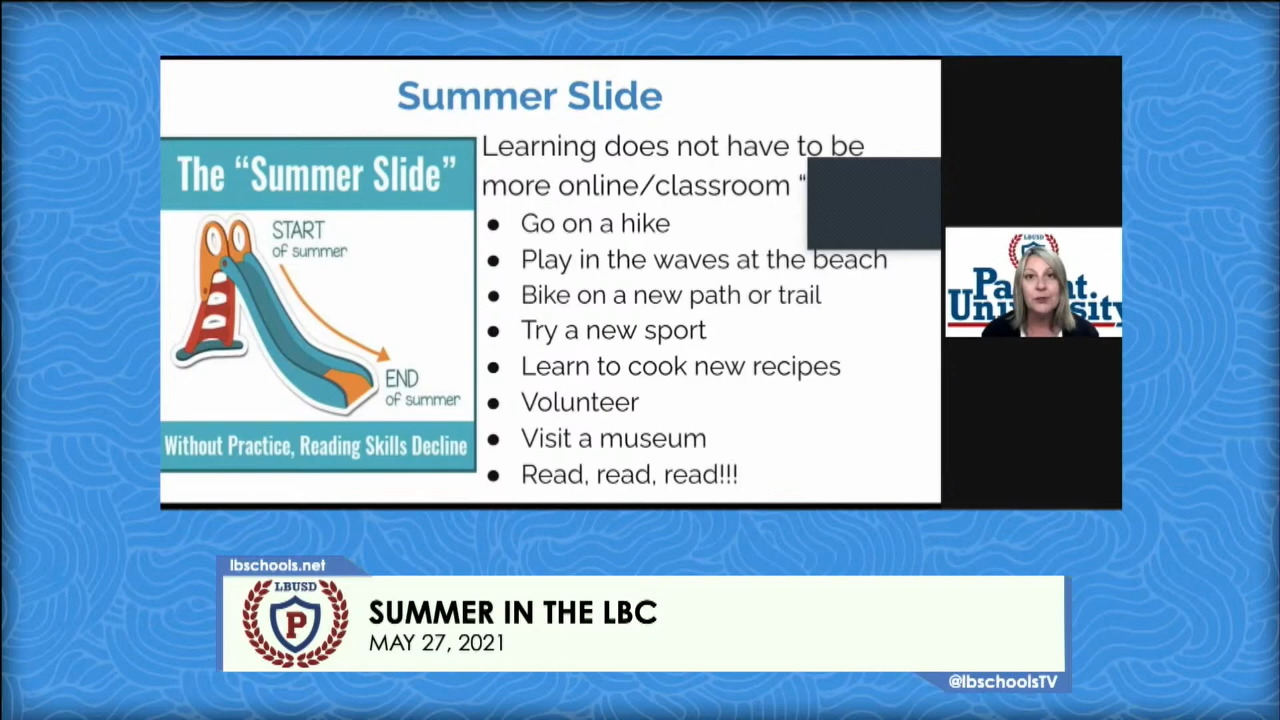 Summer Slide
The "Summer Slide"
START
of summer
END
of summer
Without Practice, Reading Skills Decline
Learning does not have to be
more online/classroom "
● Go on a hike
● Play in the waves at the beach
● Bike on a new path or trail
● Try a new sport
● Learn to cook new recipes
● Volunteer
● Visit a museum
● Read, read, read!!!
LBUSD
lbschools.net
LBUSD
P
SUMMER IN THE LBC
MAY 27, 2021
@lbschoolsTV